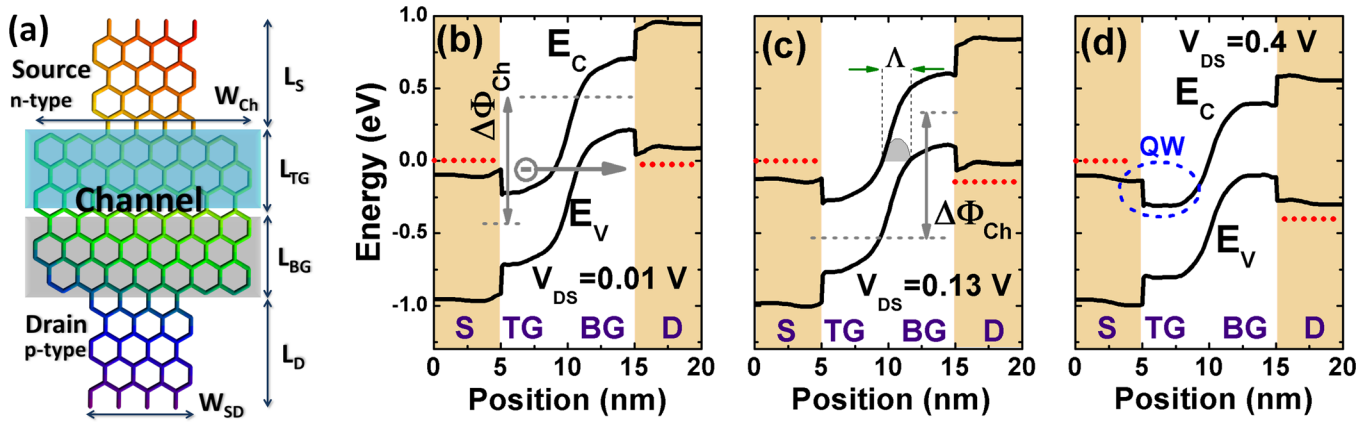 (a)
Source
n-type
W_Ch
L_S
L_TG
Channel
L_BG
Drain
p-type
L_D
W_SD
Energy (eV)
1.0
0.5
0.0
-0.5
-1.0
(b)
E_C
ΔΦ_Ch
E_V
V_DS=0.01 V
S TG BG D
0 5 10 15 20
Position (nm)
(c)
Λ
ΔΦ_Ch
V_DS=0.13 V
S TG BG D
0 5 10 15 20
Position (nm)
(d)
V_DS=0.4 V
E_C
QW
E_V
S TG BG D
0 5 10 15 20
Position (nm)